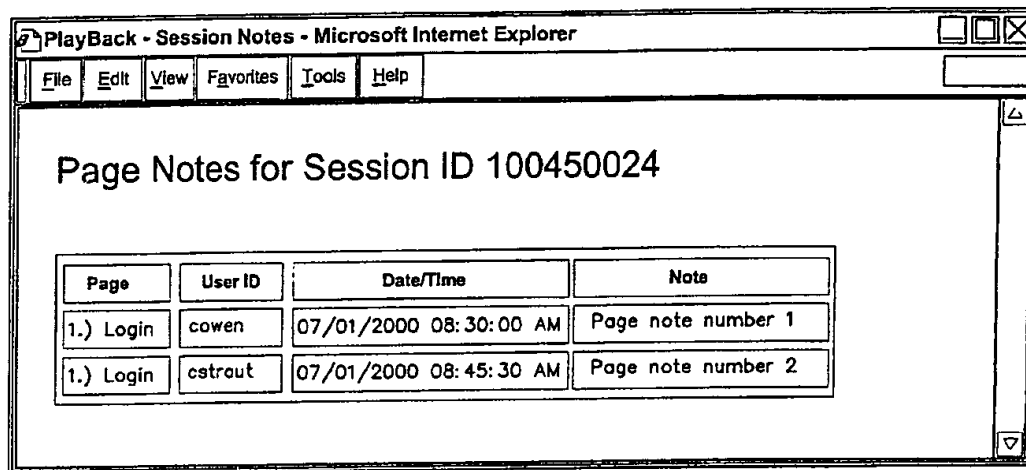 PlayBack - Session Notes - Microsoft Internet Explorer
File Edit View Favorites Tools Help
Page Notes for Session ID 100450024
Page User ID Date/Time Note
1.) Login cowen 07/01/2000 08:30:00 AM Page note number 1
1.) Login cstraut 07/01/2000 08:45:30 AM Page note number 2